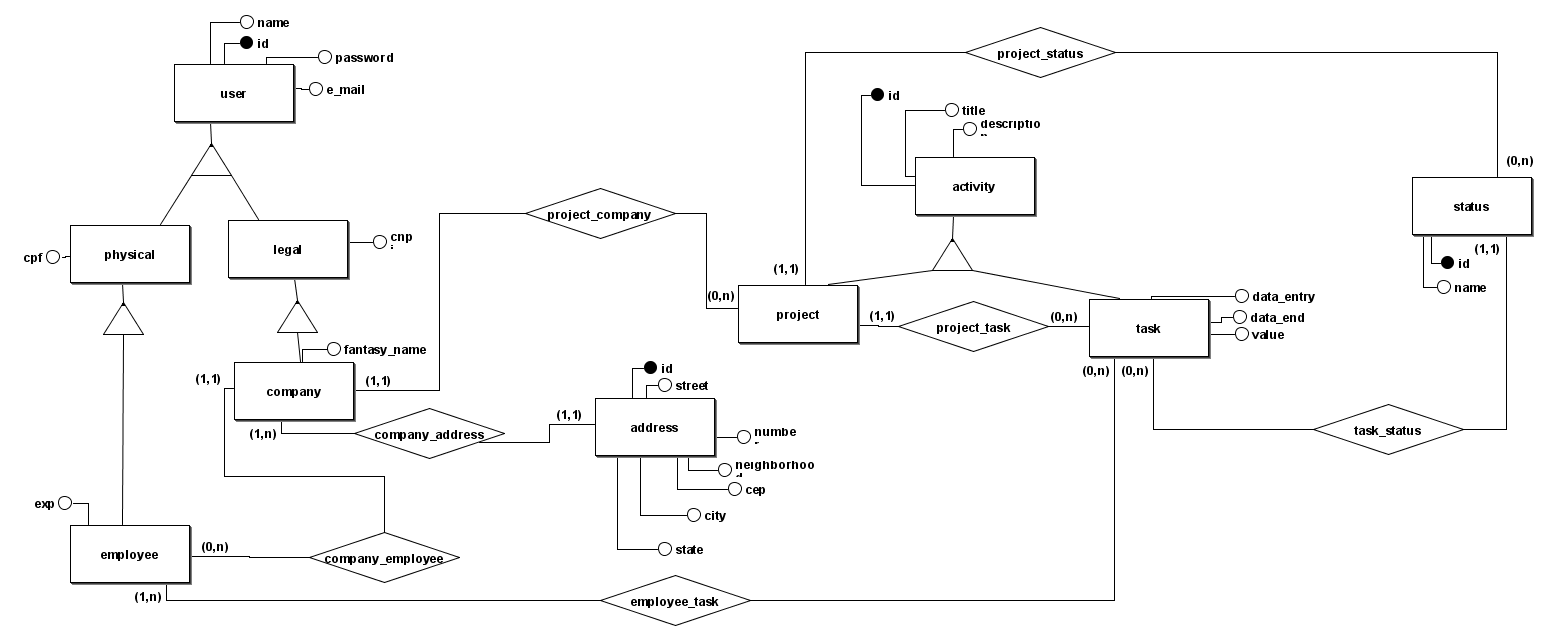 name
id
password
e_mail
user
physical
cpf
legal
cnp
project_company
project_status
id
title
descriptio
activity
(0,n)
status
(1,1)
id
name
(1,1)
(0,n)
project
(1,1)
project_task
(0,n)
task
data_entry
data_end
value
(0,n)
(0,n)
task_status
fantasy_name
company
(1,1)
(1,1)
(1,n)
company_address
(1,1)
id
street
address
numbe
neighborhoo
cep
city
state
exp
employee
(0,n)
company_employee
(1,n)
employee_task